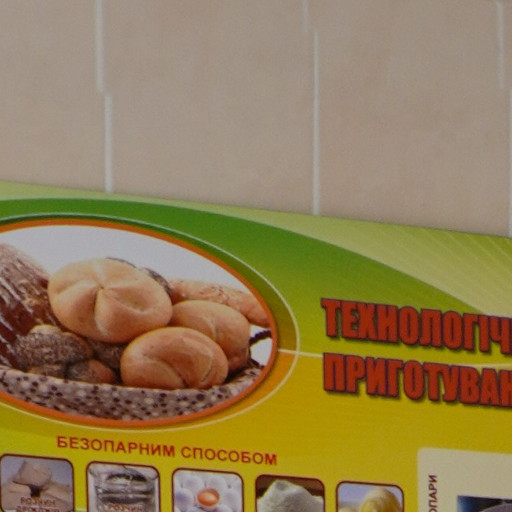 ТЕХНОЛОГІЧ
ПРИГОТУВАН
БЕЗОПАРНИМ СПОСОБОМ
ОПАРИ